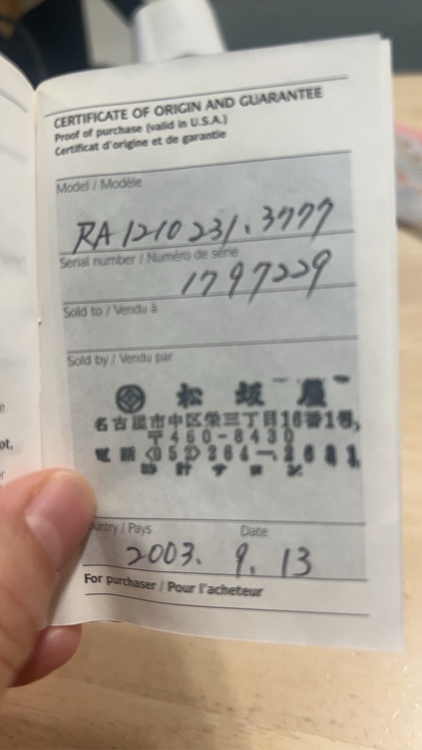 CERTIFICATE OF ORIGIN AND GUARANTEE
Proof of purchase (valid in U.S.A.)
Certificat d'origine et de garantie
Model / Modèle
RA 1210 231.3777
Serial number / Numéro de série
1797229
Sold to / Vendu à
Sold by / Vendu par
松坂屋
名古屋市中区栄三丁目16番1号
〒460-8430
電話〈052〉264-
時計サロン
Country / Pays
Date
2003. 9. 13
For purchaser / Pour l'acheteur
ot,